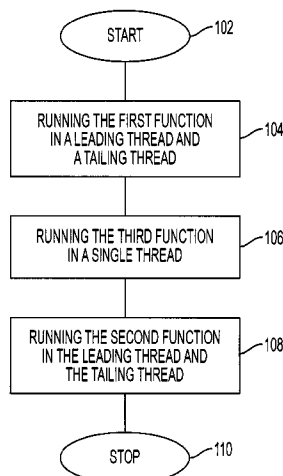 START
102
RUNNING THE FIRST FUNCTION
IN A LEADING THREAD AND
A TAILING THREAD
104
RUNNING THE THIRD FUNCTION
IN A SINGLE THREAD
106
RUNNING THE SECOND FUNCTION
IN THE LEADING THREAD AND
THE TAILING THREAD
108
STOP
110